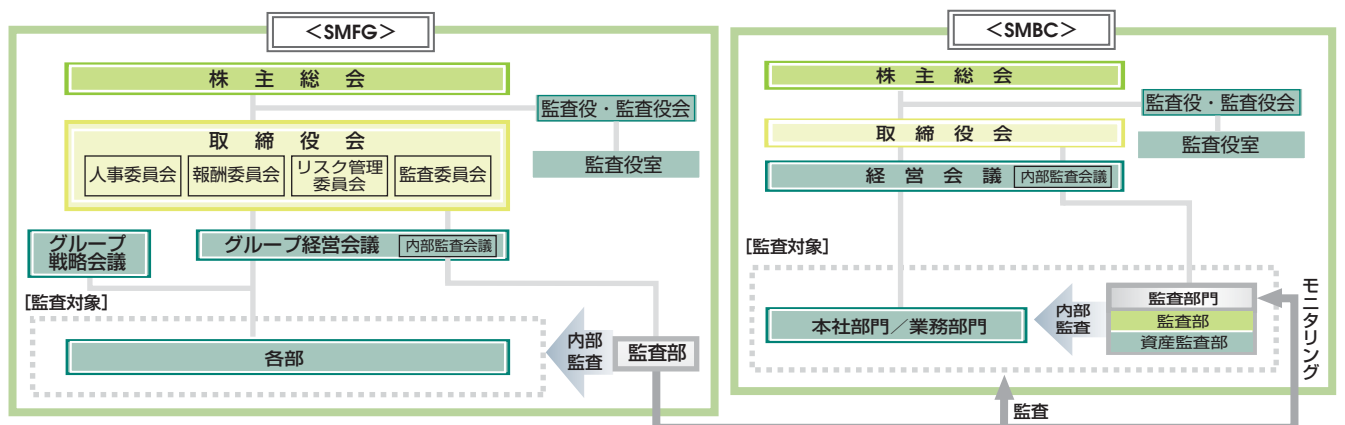 <SMFG>
株主総会
監査役・監査役会
監査役室
取締役会
人事委員会
報酬委員会
リスク管理
委員会
監査委員会
グループ
戦略会議
グループ経営会議
内部監査会議
[監査対象]
各部
内部
監査
監査部
<SMBC>
株主総会
監査役・監査役会
監査役室
取締役会
経営会議
内部監査会議
[監査対象]
本社部門／業務部門
内部
監査
監査部門
監査部
資産監査部
モニタリング
監査